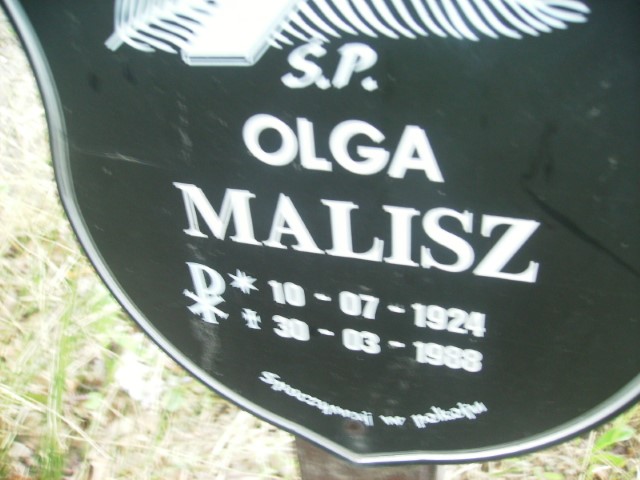 Ś.P.
OLGA
MALISZ
* 10 - 07 - 1924
✝ 30 - 03 - 1988
Spoczywaj w pokoju